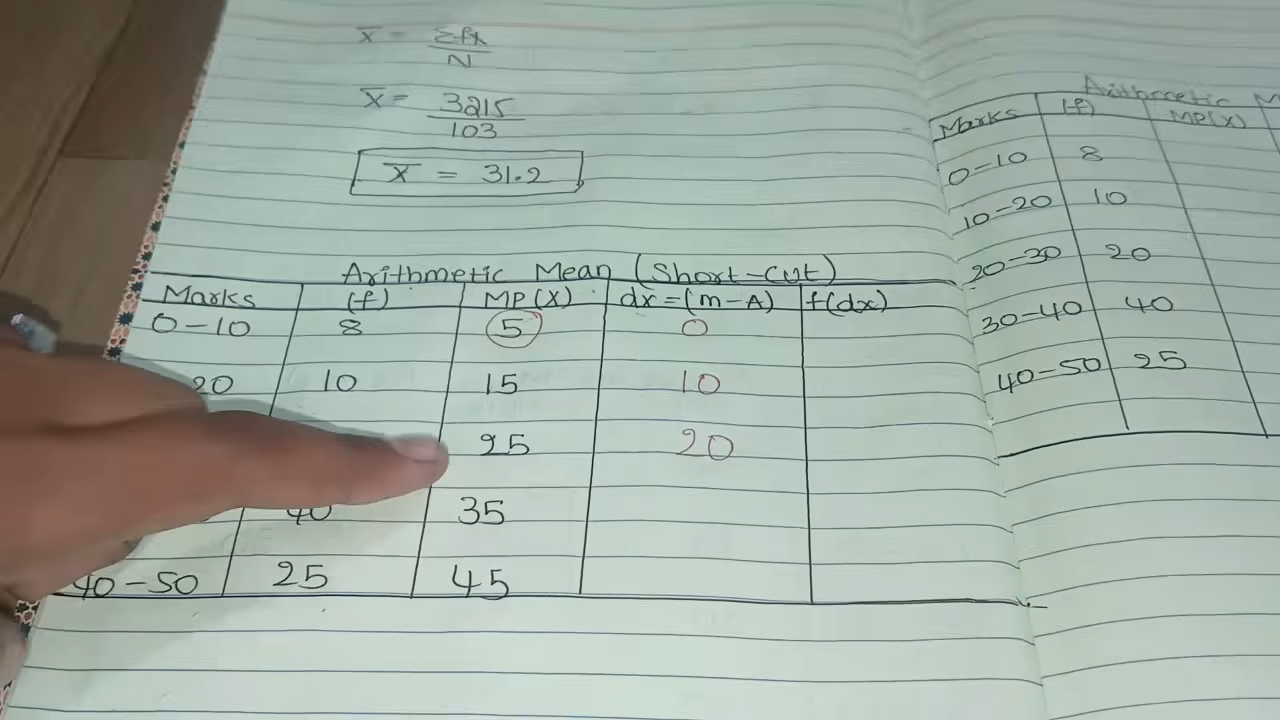 x̄ = Σfx
N
x̄ = 3215
103
x̄ = 31.2
Arithmetic Mean (Short-Cut)
Marks (f) MP(X) dx=(m-A) f(dx)
0-10 8 5 0
20 10 15 10
25 20
40 35
40-50 25 45
Arithmetic
Marks (f) MP(X)
0-10 8
10-20 10
20-30 20
30-40 40
40-50 25